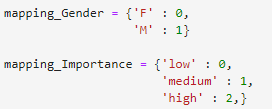 mapping_Gender = {'F' : 0,
'M' : 1}
mapping_Importance = {'low' : 0,
'medium' : 1,
'high' : 2,}